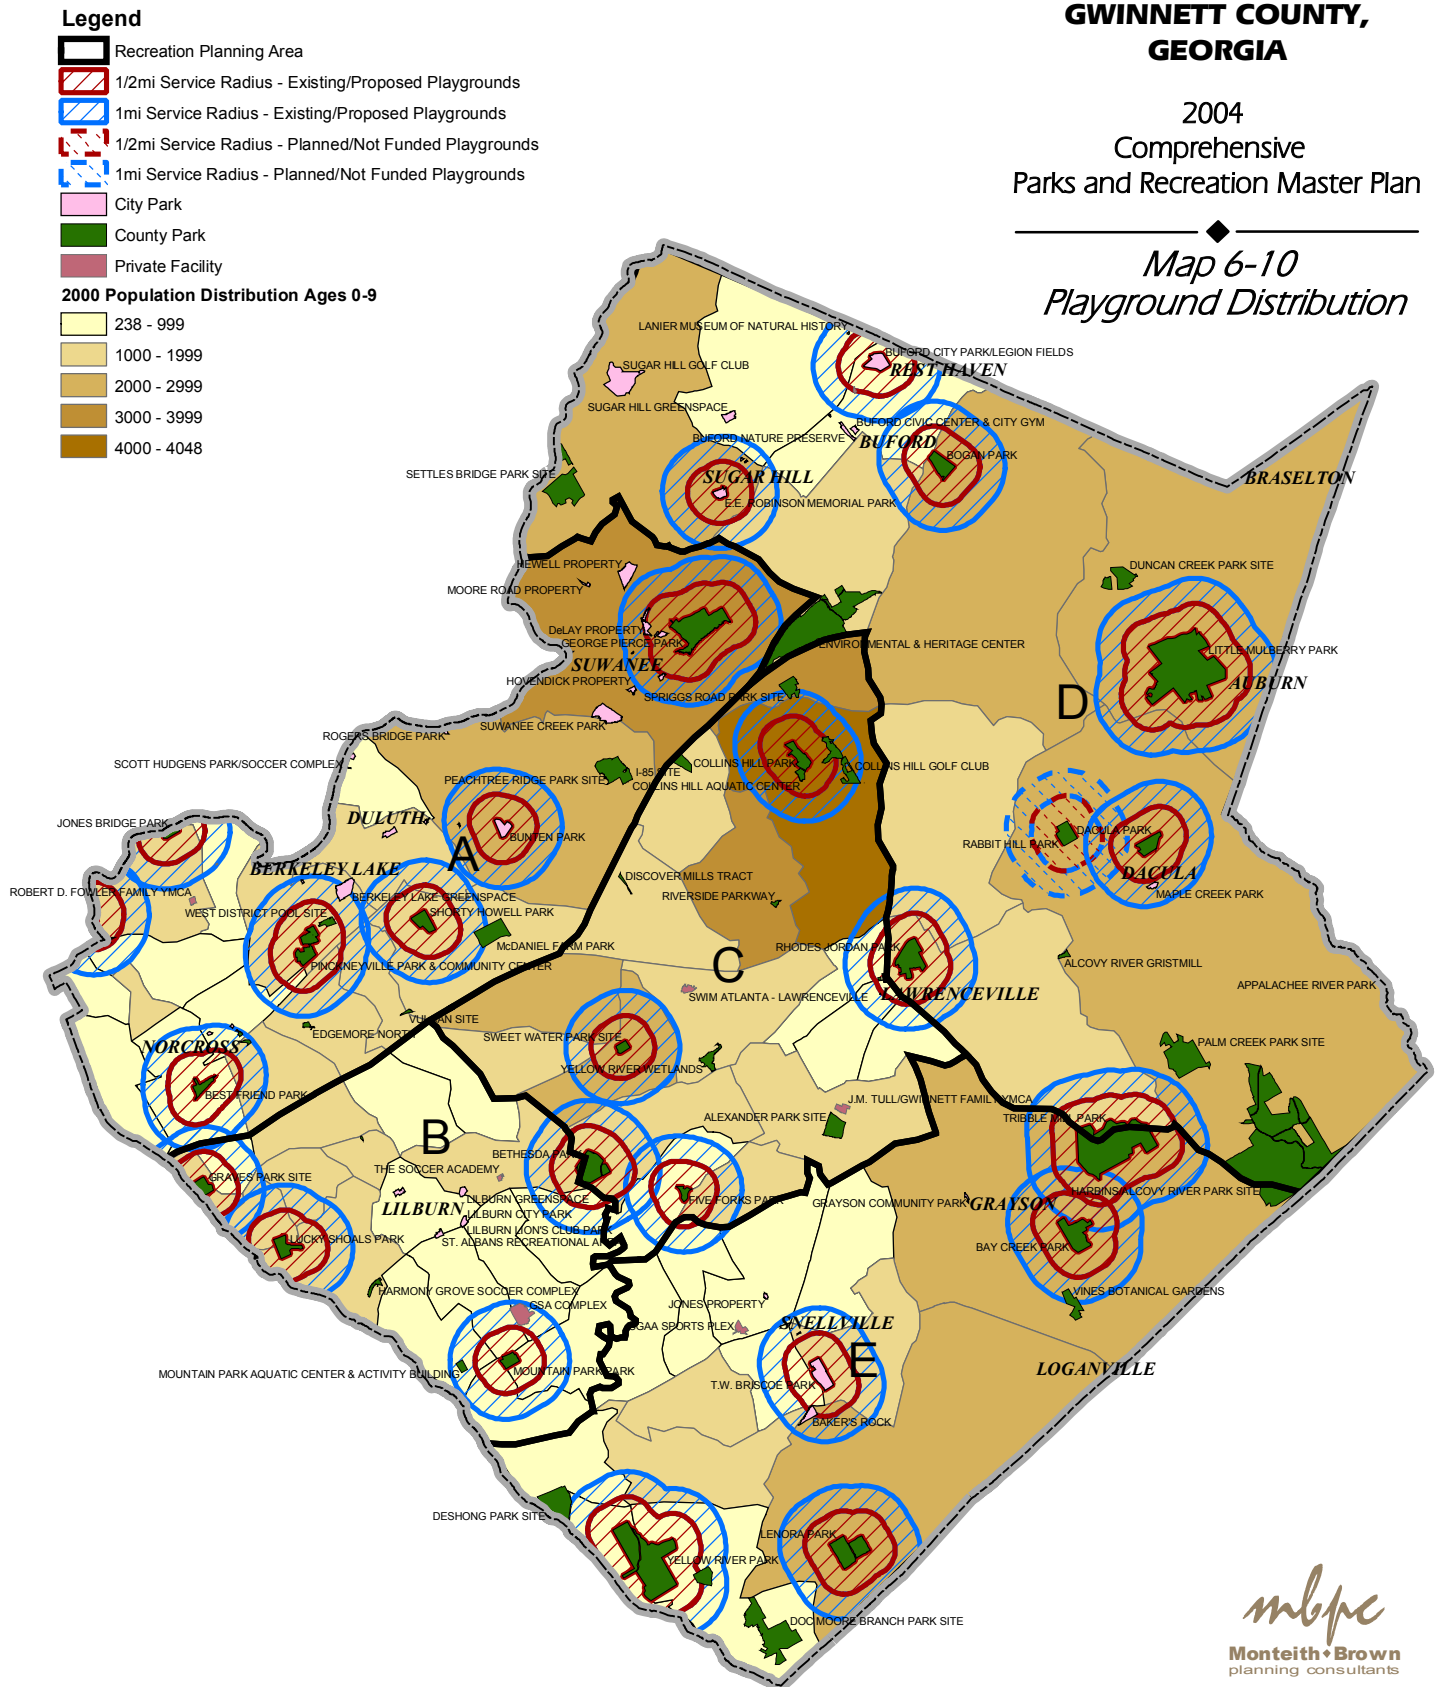 Legend
Recreation Planning Area
1/2mi Service Radius - Existing/Proposed Playgrounds
1mi Service Radius - Existing/Proposed Playgrounds
1/2mi Service Radius - Planned/Not Funded Playgrounds
1mi Service Radius - Planned/Not Funded Playgrounds
City Park
County Park
Private Facility
2000 Population Distribution Ages 0-9
238 - 999
1000 - 1999
2000 - 2999
3000 - 3999
4000 - 4048
GWINNETT COUNTY,
GEORGIA
2004
Comprehensive
Parks and Recreation Master Plan
Map 6-10
Playground Distribution
LANIER MUSEUM OF NATURAL HISTORY
BUFORD CITY PARK/LEGION FIELDS
REST HAVEN
SUGAR HILL GOLF CLUB
SUGAR HILL GREENSPACE
BUFORD CIVIC CENTER & CITY GYM
BUFORD NATURE PRESERVE
BUFORD
BOGAN PARK
SETTLES BRIDGE PARK SITE
SUGAR HILL
BRASELTON
E.E. ROBINSON MEMORIAL PARK
HEWELL PROPERTY
DUNCAN CREEK PARK SITE
MOORE ROAD PROPERTY
DeLAY PROPERTY
GEORGE PIERCE PARK
ENVIRONMENTAL & HERITAGE CENTER
LITTLE MULBERRY PARK
SUWANEE
HOVENDICK PROPERTY
AUBURN
SPRIGGS ROAD PARK SITE
D
SUWANEE CREEK PARK
ROGERS BRIDGE PARK
SCOTT HUDGENS PARK/SOCCER COMPLEX
COLLINS HILL PARK
COLLINS HILL GOLF CLUB
I-85 SITE
PEACHTREE RIDGE PARK SITE
COLLINS HILL AQUATIC CENTER
JONES BRIDGE PARK
DULUTH
BUNTEN PARK
DACULA PARK
RABBIT HILL PARK
A
BERKELEY LAKE
DACULA
DISCOVER MILLS TRACT
ROBERT D. FOWLER FAMILY YMCA
BERKELEY LAKE GREENSPACE
RIVERSIDE PARKWAY
MAPLE CREEK PARK
WEST DISTRICT POOL SITE
SHORTY HOWELL PARK
McDANIEL FARM PARK
RHODES JORDAN PARK
PINCKNEYVILLE PARK & COMMUNITY CENTER
C
ALCOVY RIVER GRISTMILL
APPALACHEE RIVER PARK
SWIM ATLANTA - LAWRENCEVILLE
LAWRENCEVILLE
VULCAN SITE
EDGEMORE NORTH
SWEET WATER PARK SITE
NORCROSS
PALM CREEK PARK SITE
YELLOW RIVER WETLANDS
BEST FRIEND PARK
J.M. TULL/GWINNETT FAMILY YMCA
ALEXANDER PARK SITE
TRIBBLE MILL PARK
B
BETHESDA PARK
THE SOCCER ACADEMY
GRAVES PARK SITE
HARBINS/ALCOVY RIVER PARK SITE
LILBURN GREENSPACE
FIVE FORKS PARK
GRAYSON COMMUNITY PARK
GRAYSON
LILBURN
LILBURN CITY PARK
LILBURN LION'S CLUB PARK
LUCKY SHOALS PARK
BAY CREEK PARK
HARMONY GROVE SOCCER COMPLEX
VINES BOTANICAL GARDENS
GSA COMPLEX
JONES PROPERTY
SNELLVILLE
E
LOGANVILLE
MOUNTAIN PARK AQUATIC CENTER & ACTIVITY BUILDING
MOUNTAIN PARK PARK
T.W. BRISCOE PARK
BAKER'S ROCK
DESHONG PARK SITE
LENORA PARK
YELLOW RIVER PARK
DOC MOORE BRANCH PARK SITE
mbpc
Monteith Brown
planning consultants